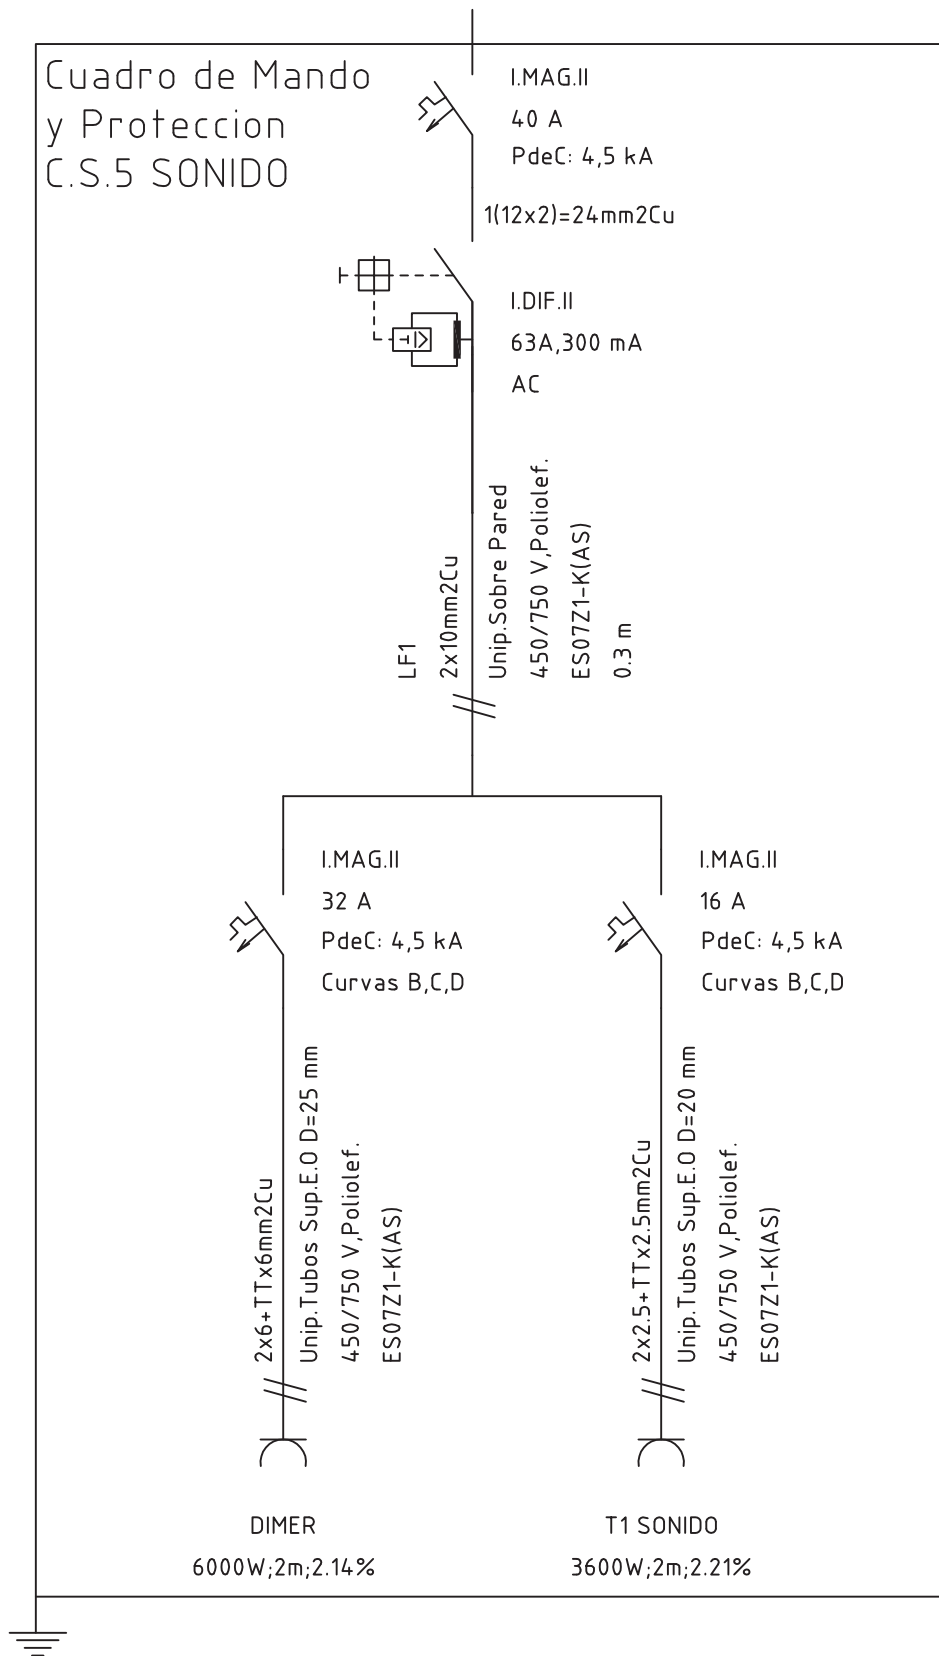 Cuadro de Mando
y Proteccion
C.S.5 SONIDO
I.MAG.II
40 A
PdeC: 4,5 kA
1(12x2)=24mm2Cu
I.DIF.II
63A,300 mA
AC
LF1
2x10mm2Cu
Unip.Sobre Pared
450/750 V,Poliolef.
ES07Z1-K(AS)
0.3 m
I.MAG.II
32 A
PdeC: 4,5 kA
Curvas B,C,D
2x6+TTx6mm2Cu
Unip.Tubos Sup.E.O D=25 mm
450/750 V,Poliolef.
ES07Z1-K(AS)
DIMER
6000W;2m;2.14%
I.MAG.II
16 A
PdeC: 4,5 kA
Curvas B,C,D
2x2.5+TTx2.5mm2Cu
Unip.Tubos Sup.E.O D=20 mm
450/750 V,Poliolef.
ES07Z1-K(AS)
T1 SONIDO
3600W;2m;2.21%